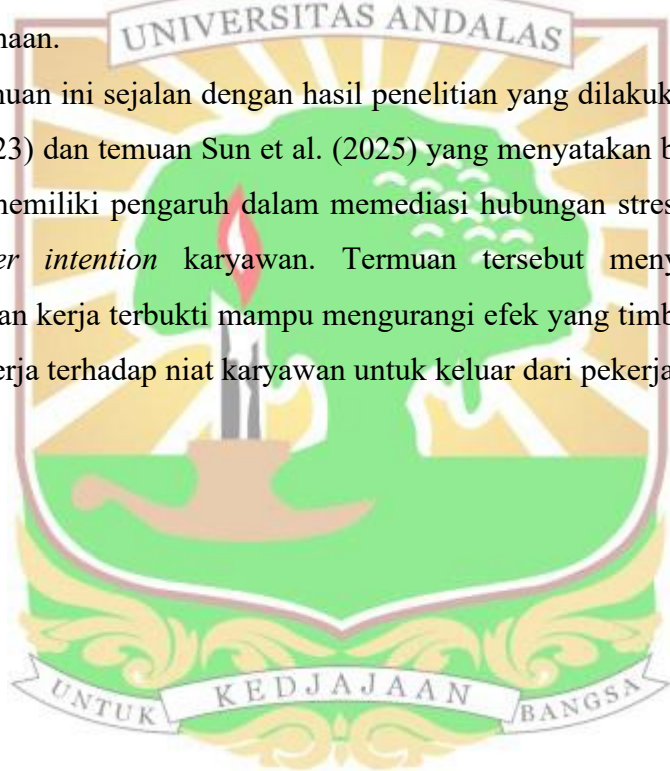 UNIVERSITAS ANDALAS
naan.
nuan ini sejalan dengan hasil penelitian yang dilakuk
23) dan temuan Sun et al. (2025) yang menyatakan b
memiliki pengaruh dalam memediasi hubungan stres
er intention karyawan. Termuan tersebut meny
an kerja terbukti mampu mengurangi efek yang timb
erja terhadap niat karyawan untuk keluar dari pekerja
UNTUK KEDJAJAAN BANGSA